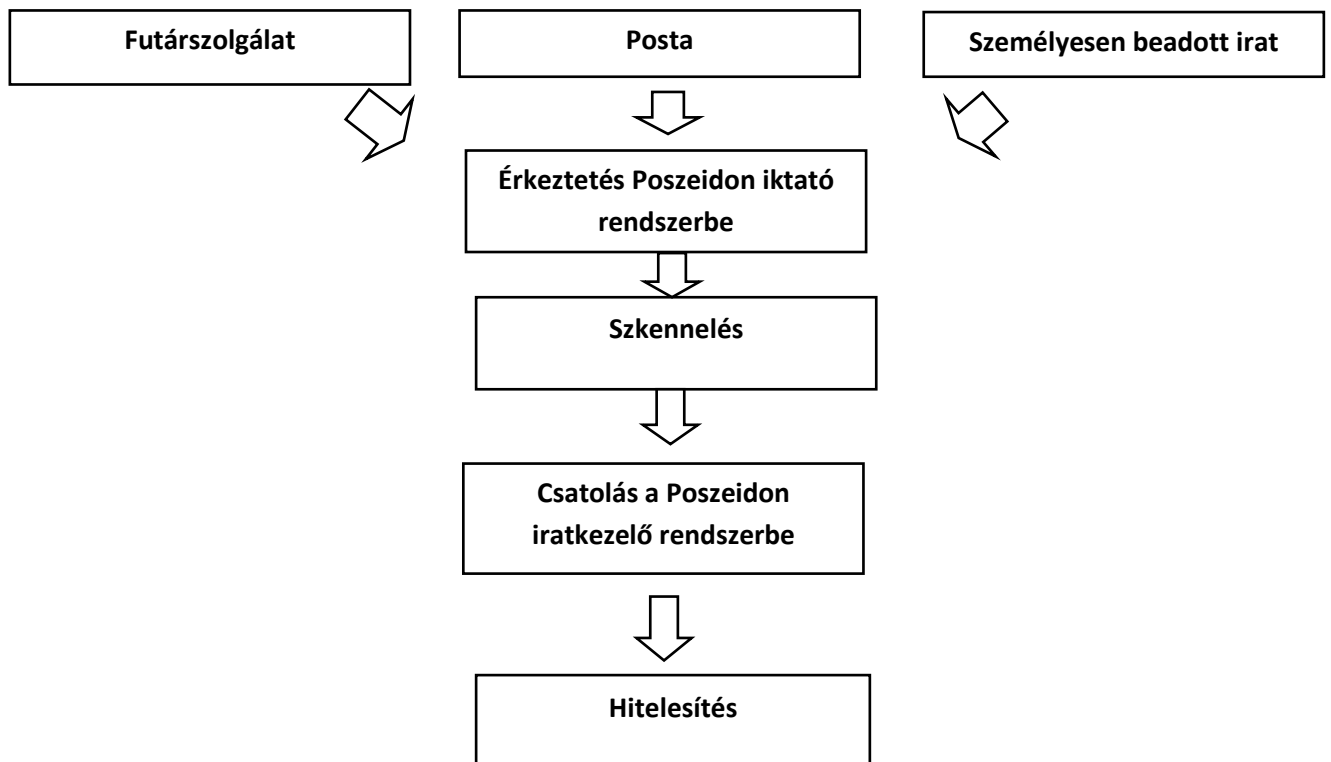 Futárszolgálat
Posta
Személyesen beadott irat
Érkeztetés Poszeidon iktató
rendszerbe
Szkennelés
Csatolás a Poszeidon
iratkezelő rendszerbe
Hitelesítés